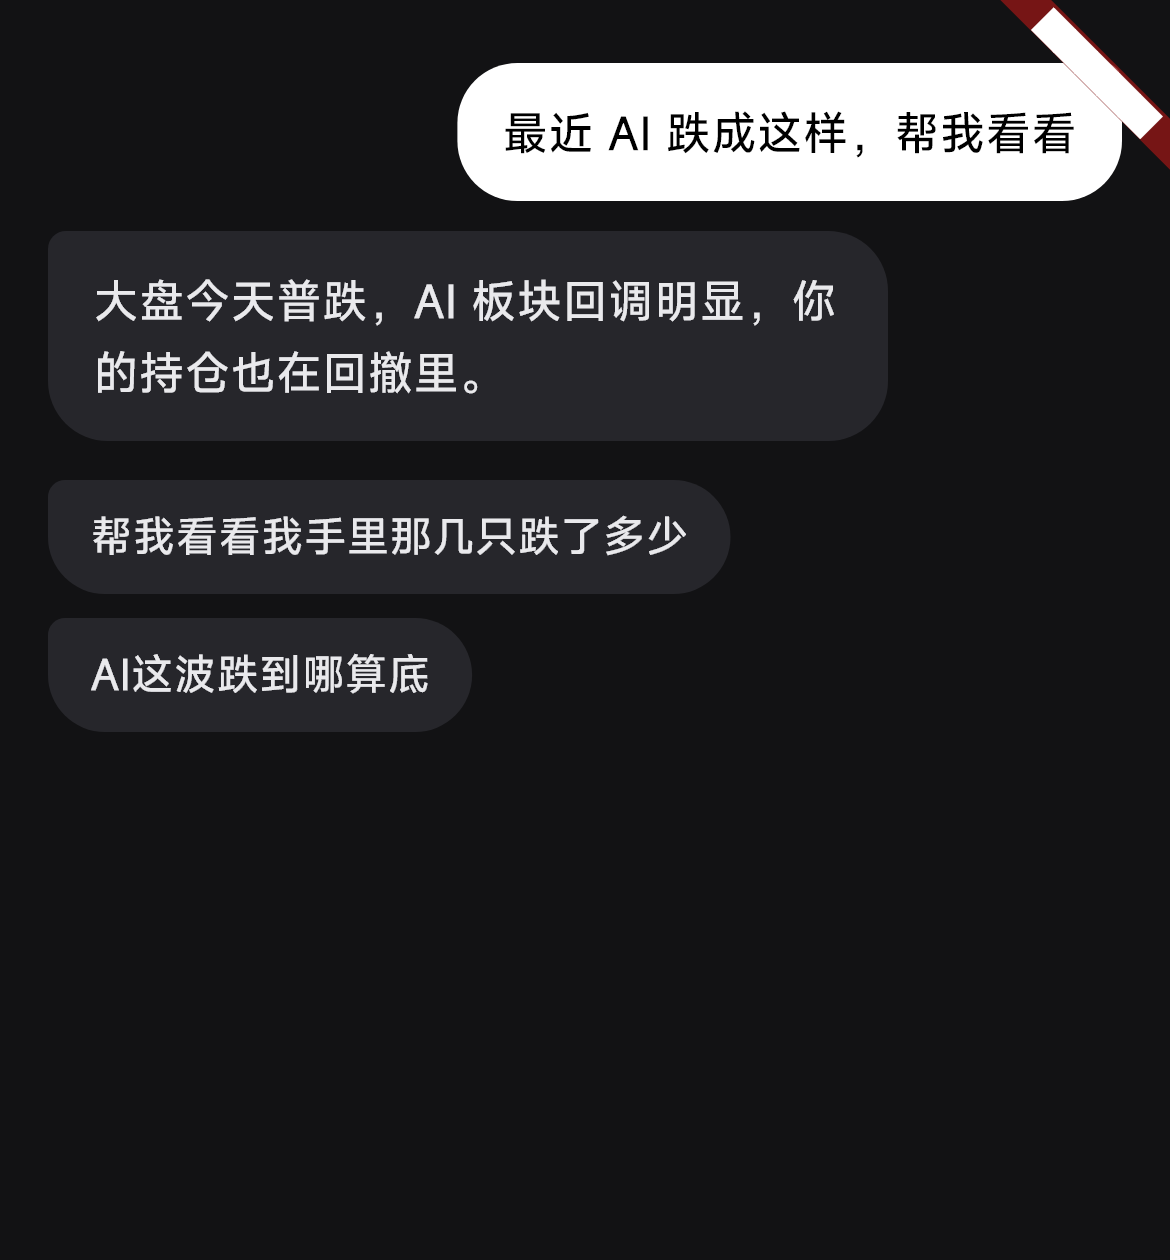 最近 AI 跌成这样，帮我看看
大盘今天普跌，AI 板块回调明显，你
的持仓也在回撤里。
帮我看看我手里那几只跌了多少
AI这波跌到哪算底